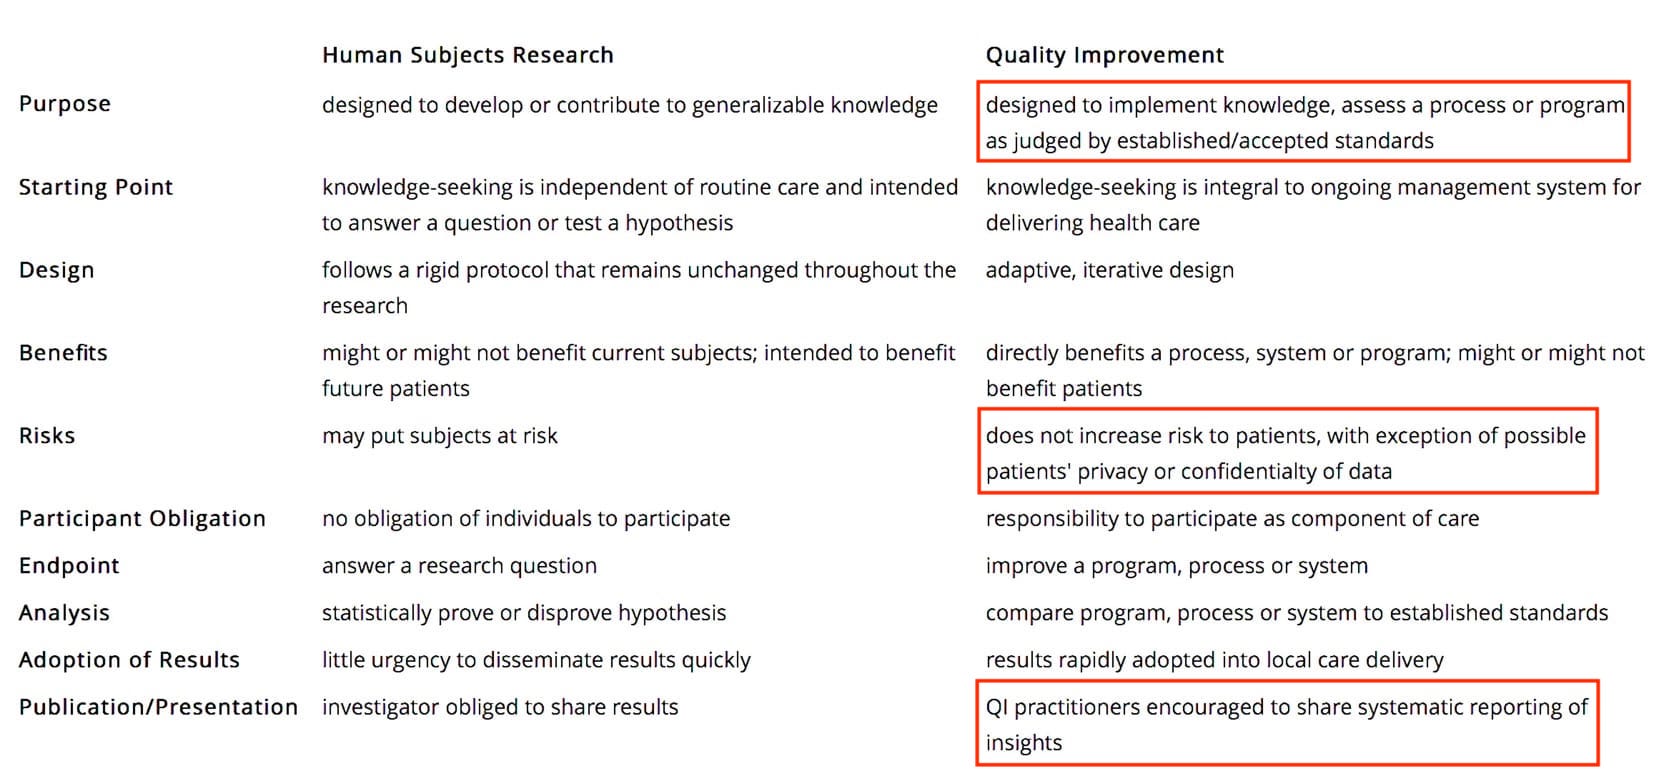 Human Subjects Research Quality Improvement
Purpose designed to develop or contribute to generalizable knowledge designed to implement knowledge, assess a process or program
as judged by established/accepted standards
Starting Point knowledge-seeking is independent of routine care and intended knowledge-seeking is integral to ongoing management system for
to answer a question or test a hypothesis delivering health care
Design follows a rigid protocol that remains unchanged throughout the adaptive, iterative design
research
Benefits might or might not benefit current subjects; intended to benefit directly benefits a process, system or program; might or might not
future patients benefit patients
Risks may put subjects at risk does not increase risk to patients, with exception of possible
patients' privacy or confidentialty of data
Participant Obligation no obligation of individuals to participate responsibility to participate as component of care
Endpoint answer a research question improve a program, process or system
Analysis statistically prove or disprove hypothesis compare program, process or system to established standards
Adoption of Results little urgency to disseminate results quickly results rapidly adopted into local care delivery
Publication/Presentation investigator obliged to share results QI practitioners encouraged to share systematic reporting of
insights